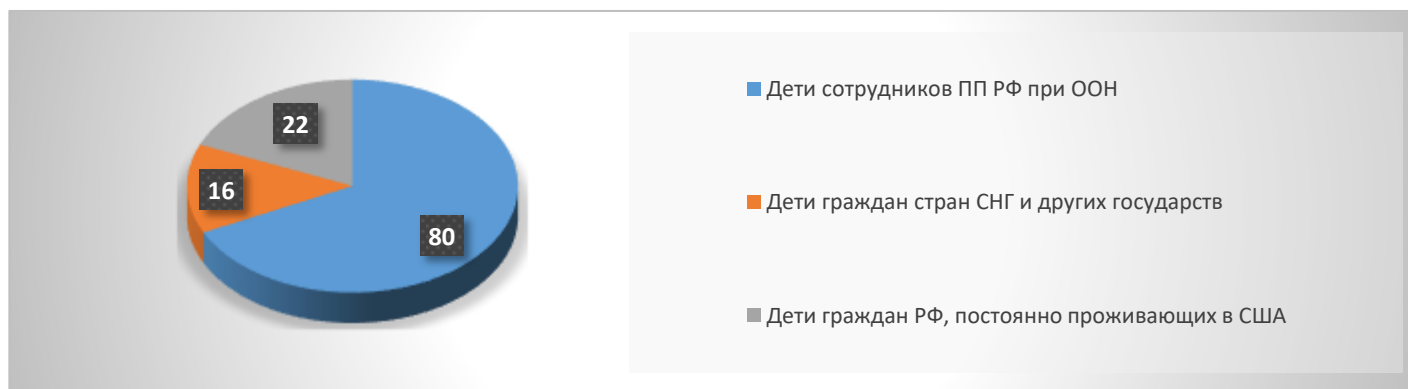 22
16
80
Дети сотрудников ПП РФ при ООН
Дети граждан стран СНГ и других государств
Дети граждан РФ, постоянно проживающих в США